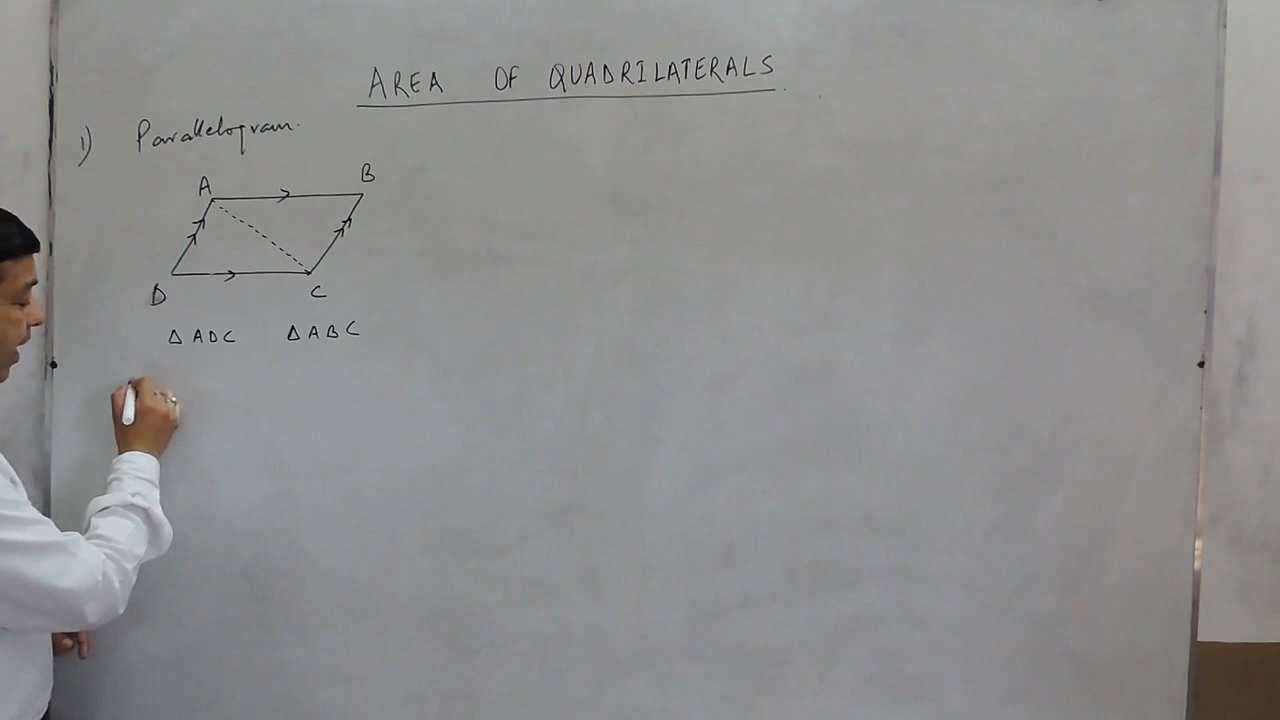 AREA OF QUADRILATERALS
1) Parallelogram.
A B
D C
Δ ADC Δ ABC